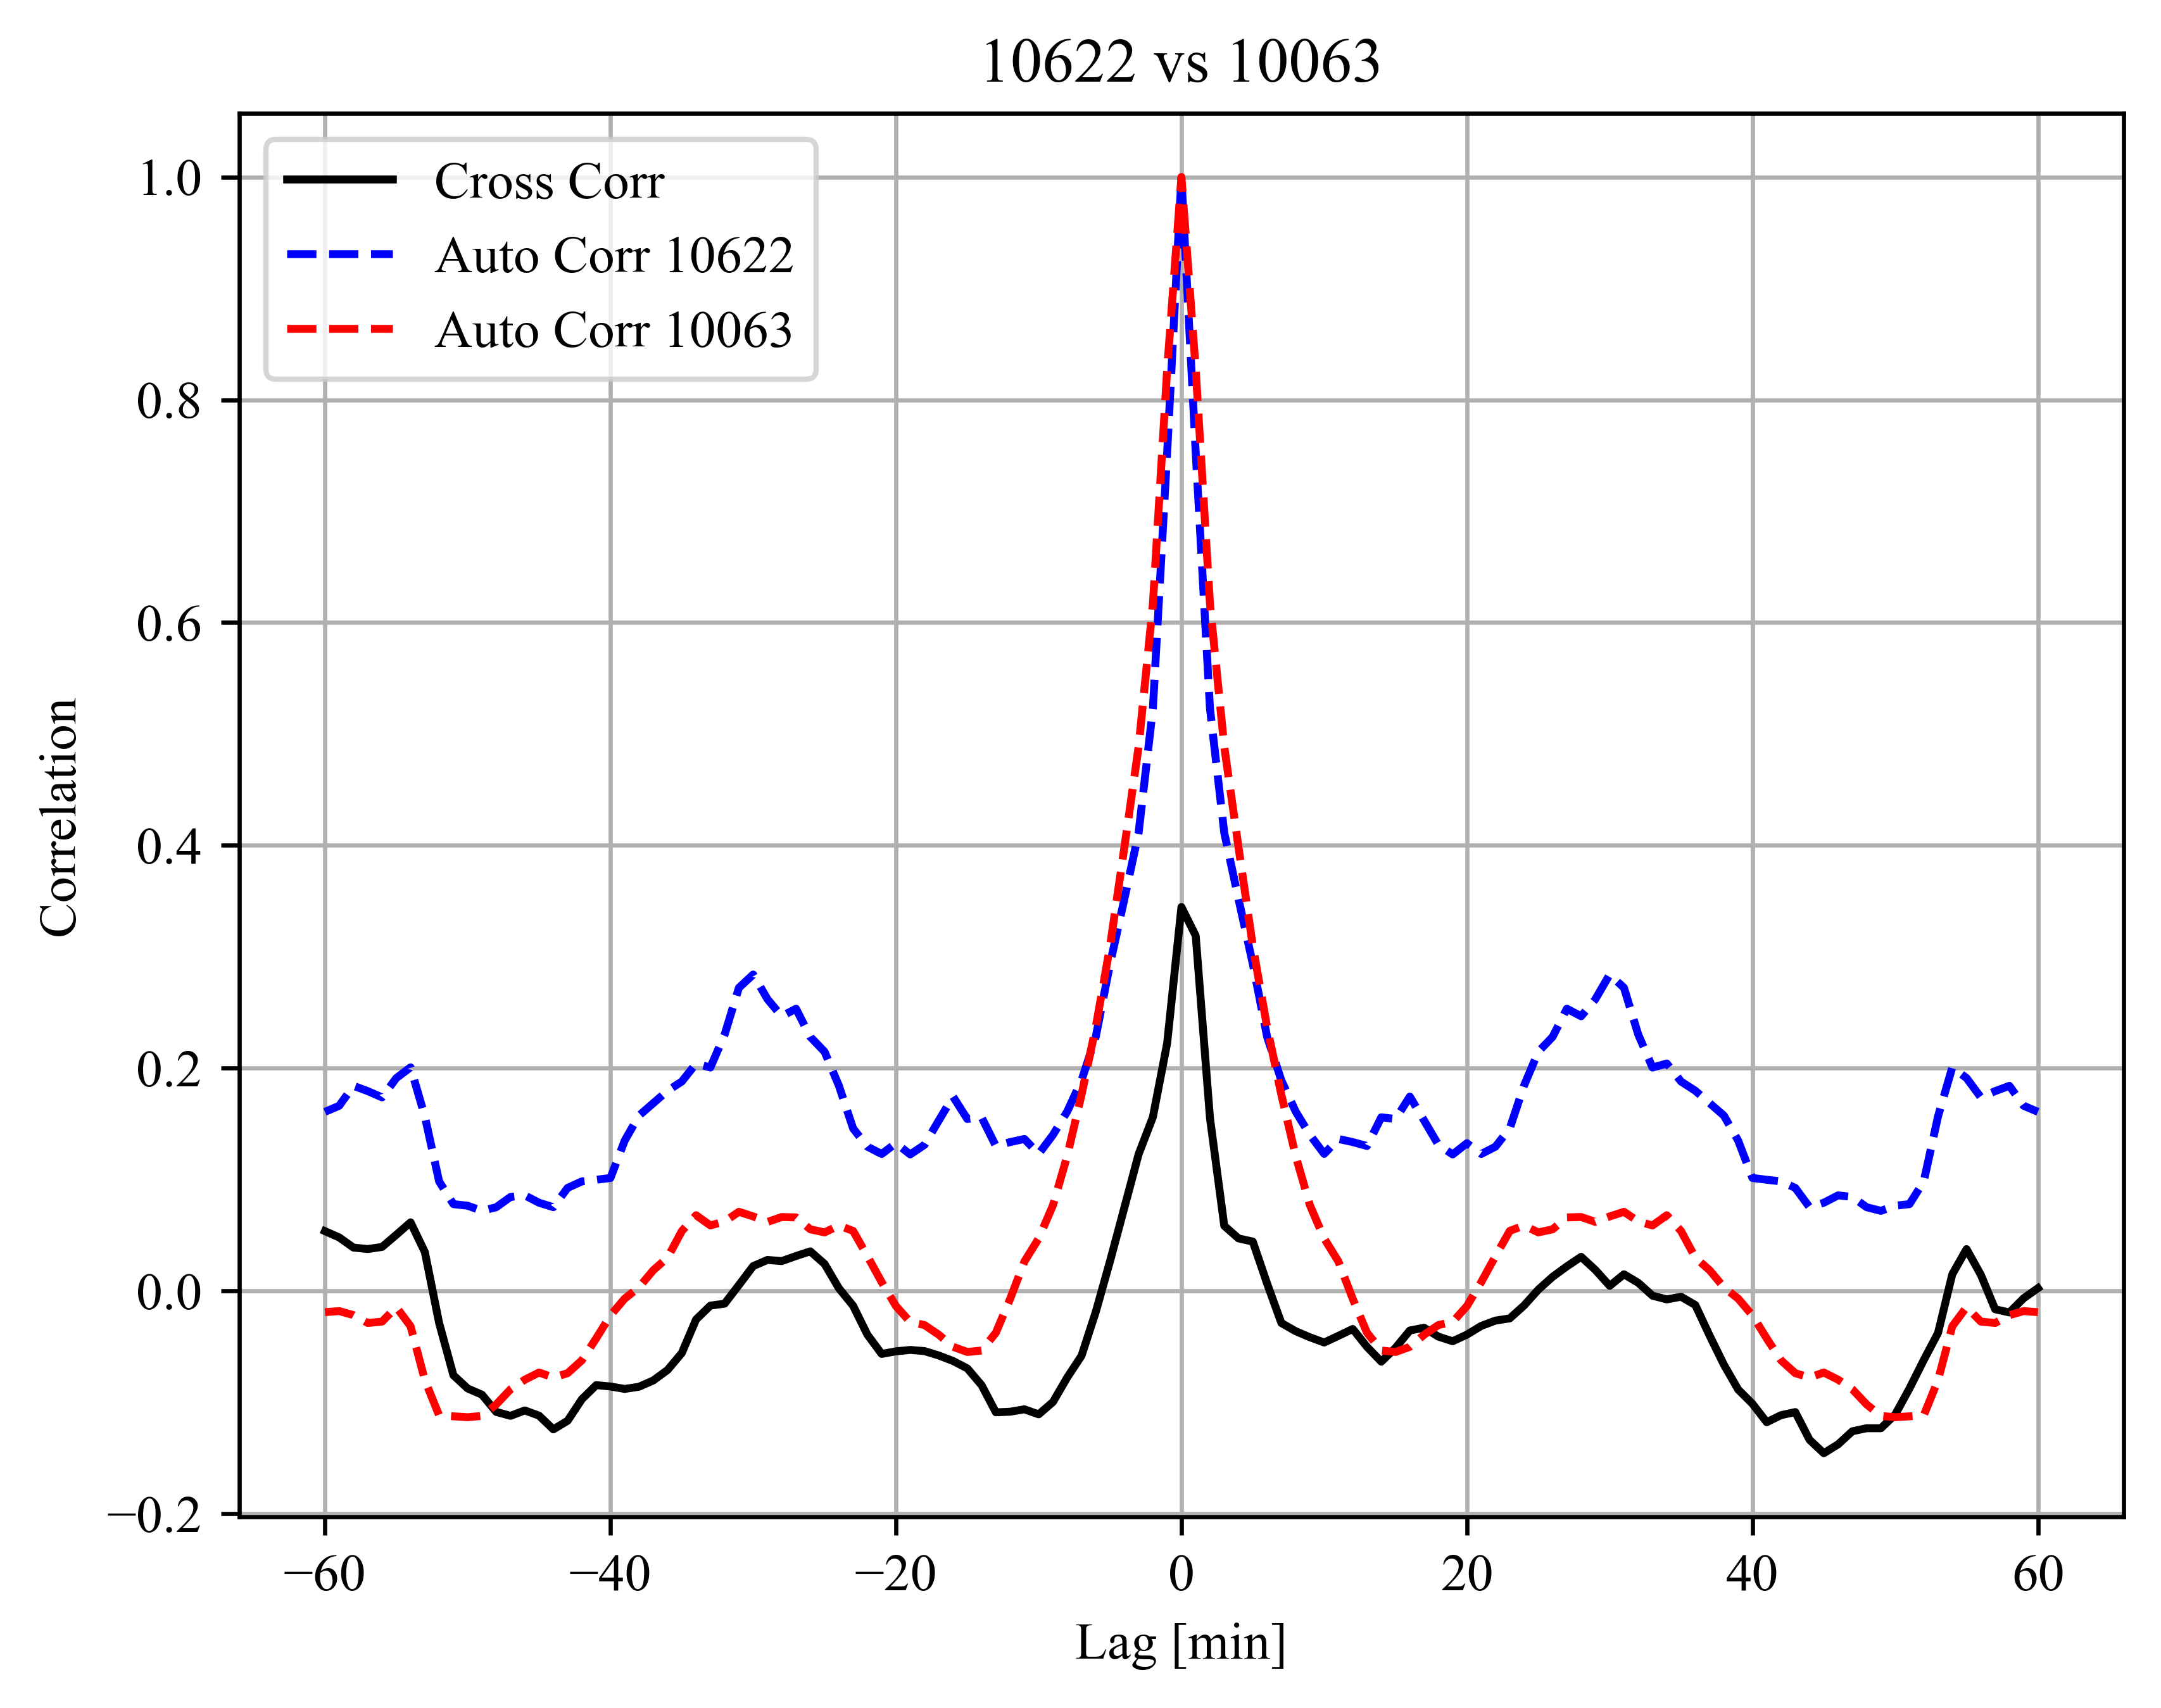 10622 vs 10063
Cross Corr
Auto Corr 10622
Auto Corr 10063
1.0
0.8
0.6
0.4
0.2
0.0
−0.2
Correlation
−60 −40 −20 0 20 40 60
Lag [min]